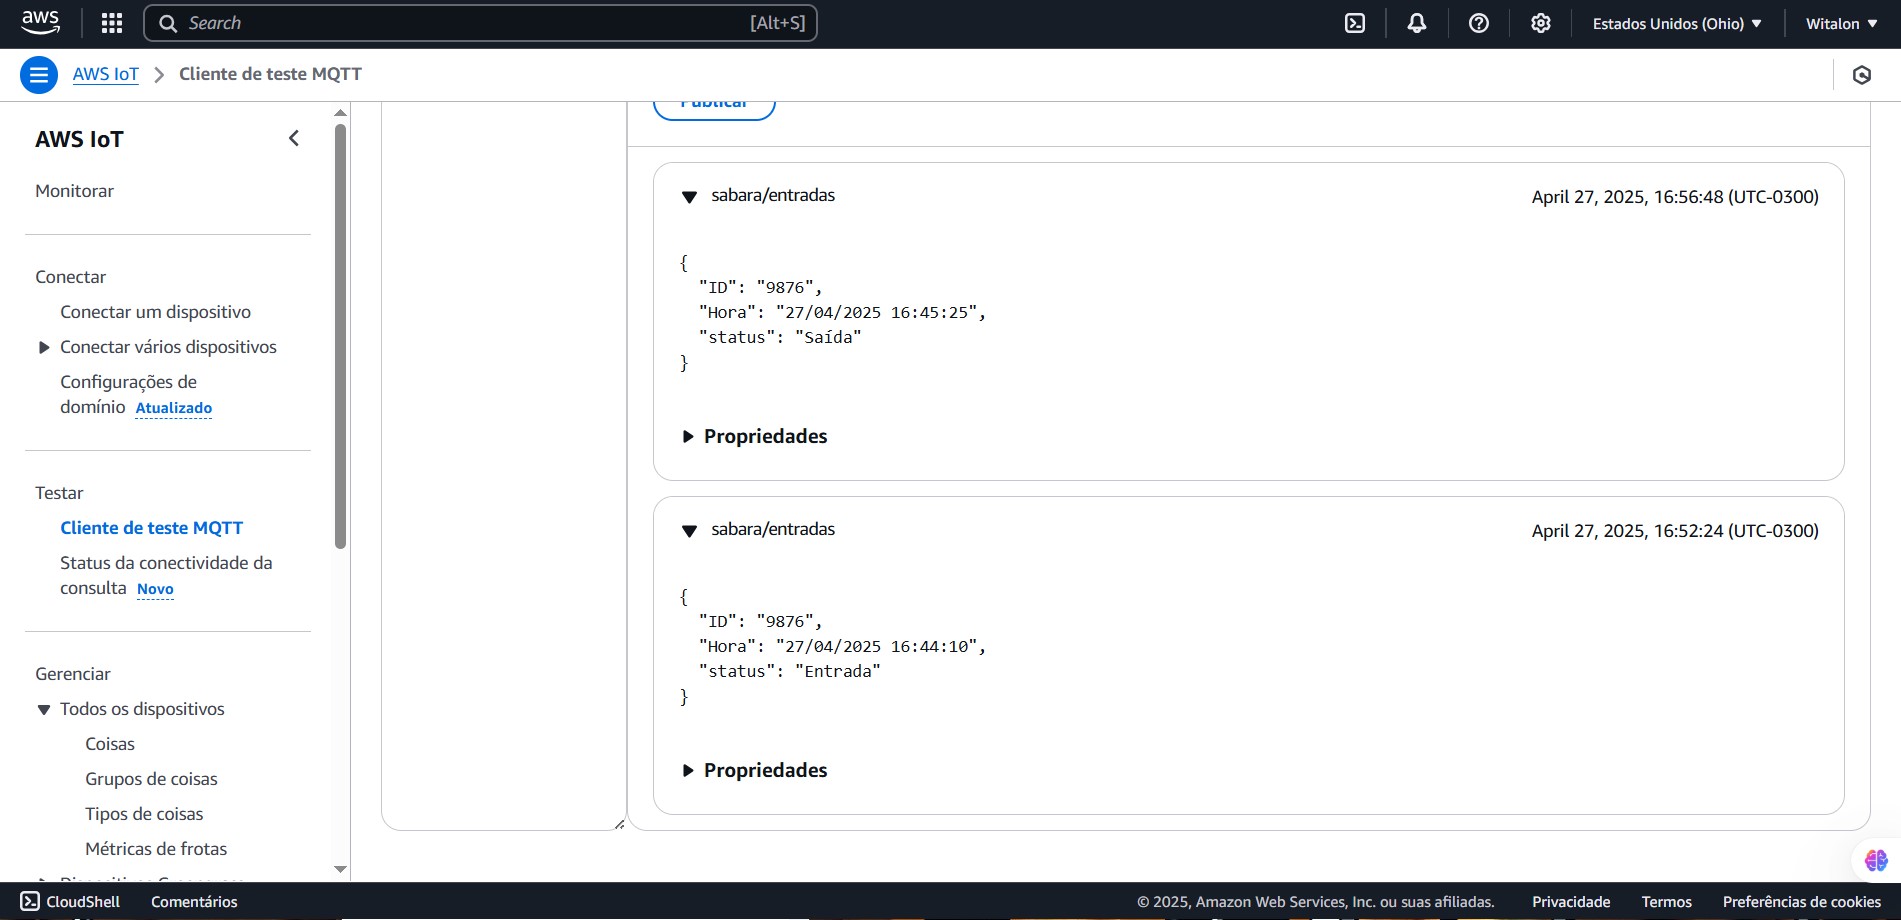 aws
Search
[Alt+S]
Estados Unidos (Ohio)
Witalon
AWS IoT
Cliente de teste MQTT
AWS IoT
Monitorar
Conectar
Conectar um dispositivo
Conectar vários dispositivos
Configurações de
domínio Atualizado
Testar
Cliente de teste MQTT
Status da conectividade da
consulta Novo
Gerenciar
Todos os dispositivos
Coisas
Grupos de coisas
Tipos de coisas
Métricas de frotas
Publicar
sabara/entradas
April 27, 2025, 16:56:48 (UTC-0300)
{
"ID": "9876",
"Hora": "27/04/2025 16:45:25",
"status": "Saída"
}
Propriedades
sabara/entradas
April 27, 2025, 16:52:24 (UTC-0300)
{
"ID": "9876",
"Hora": "27/04/2025 16:44:10",
"status": "Entrada"
}
Propriedades
CloudShell
Comentários
© 2025, Amazon Web Services, Inc. ou suas afiliadas.
Privacidade
Termos
Preferências de cookies